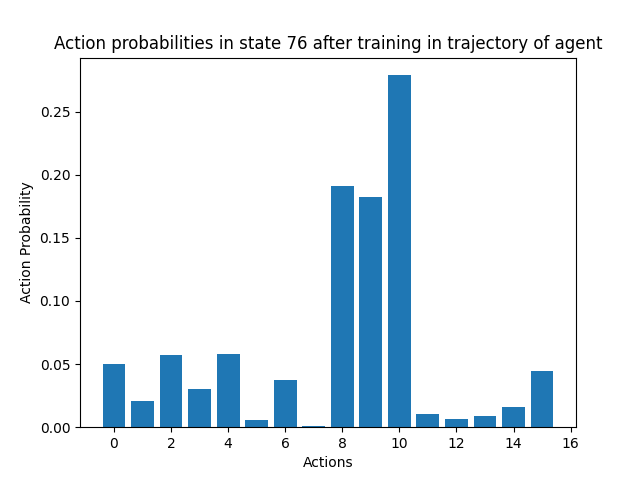 Action probabilities in state 76 after training in trajectory of agent
Action Probability
0.25
0.20
0.15
0.10
0.05
0.00
0 2 4 6 8 10 12 14 16
Actions